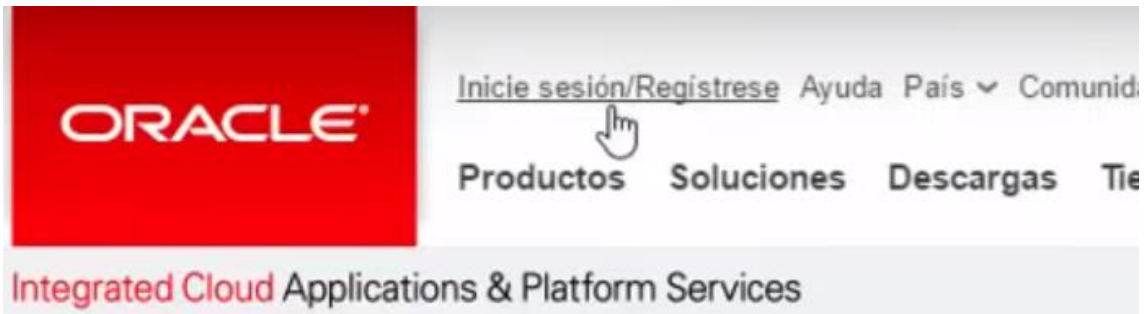 Inicie sesión/Regístrese Ayuda País
ORACLE
Productos Soluciones Descargas
Integrated Cloud Applications & Platform Services